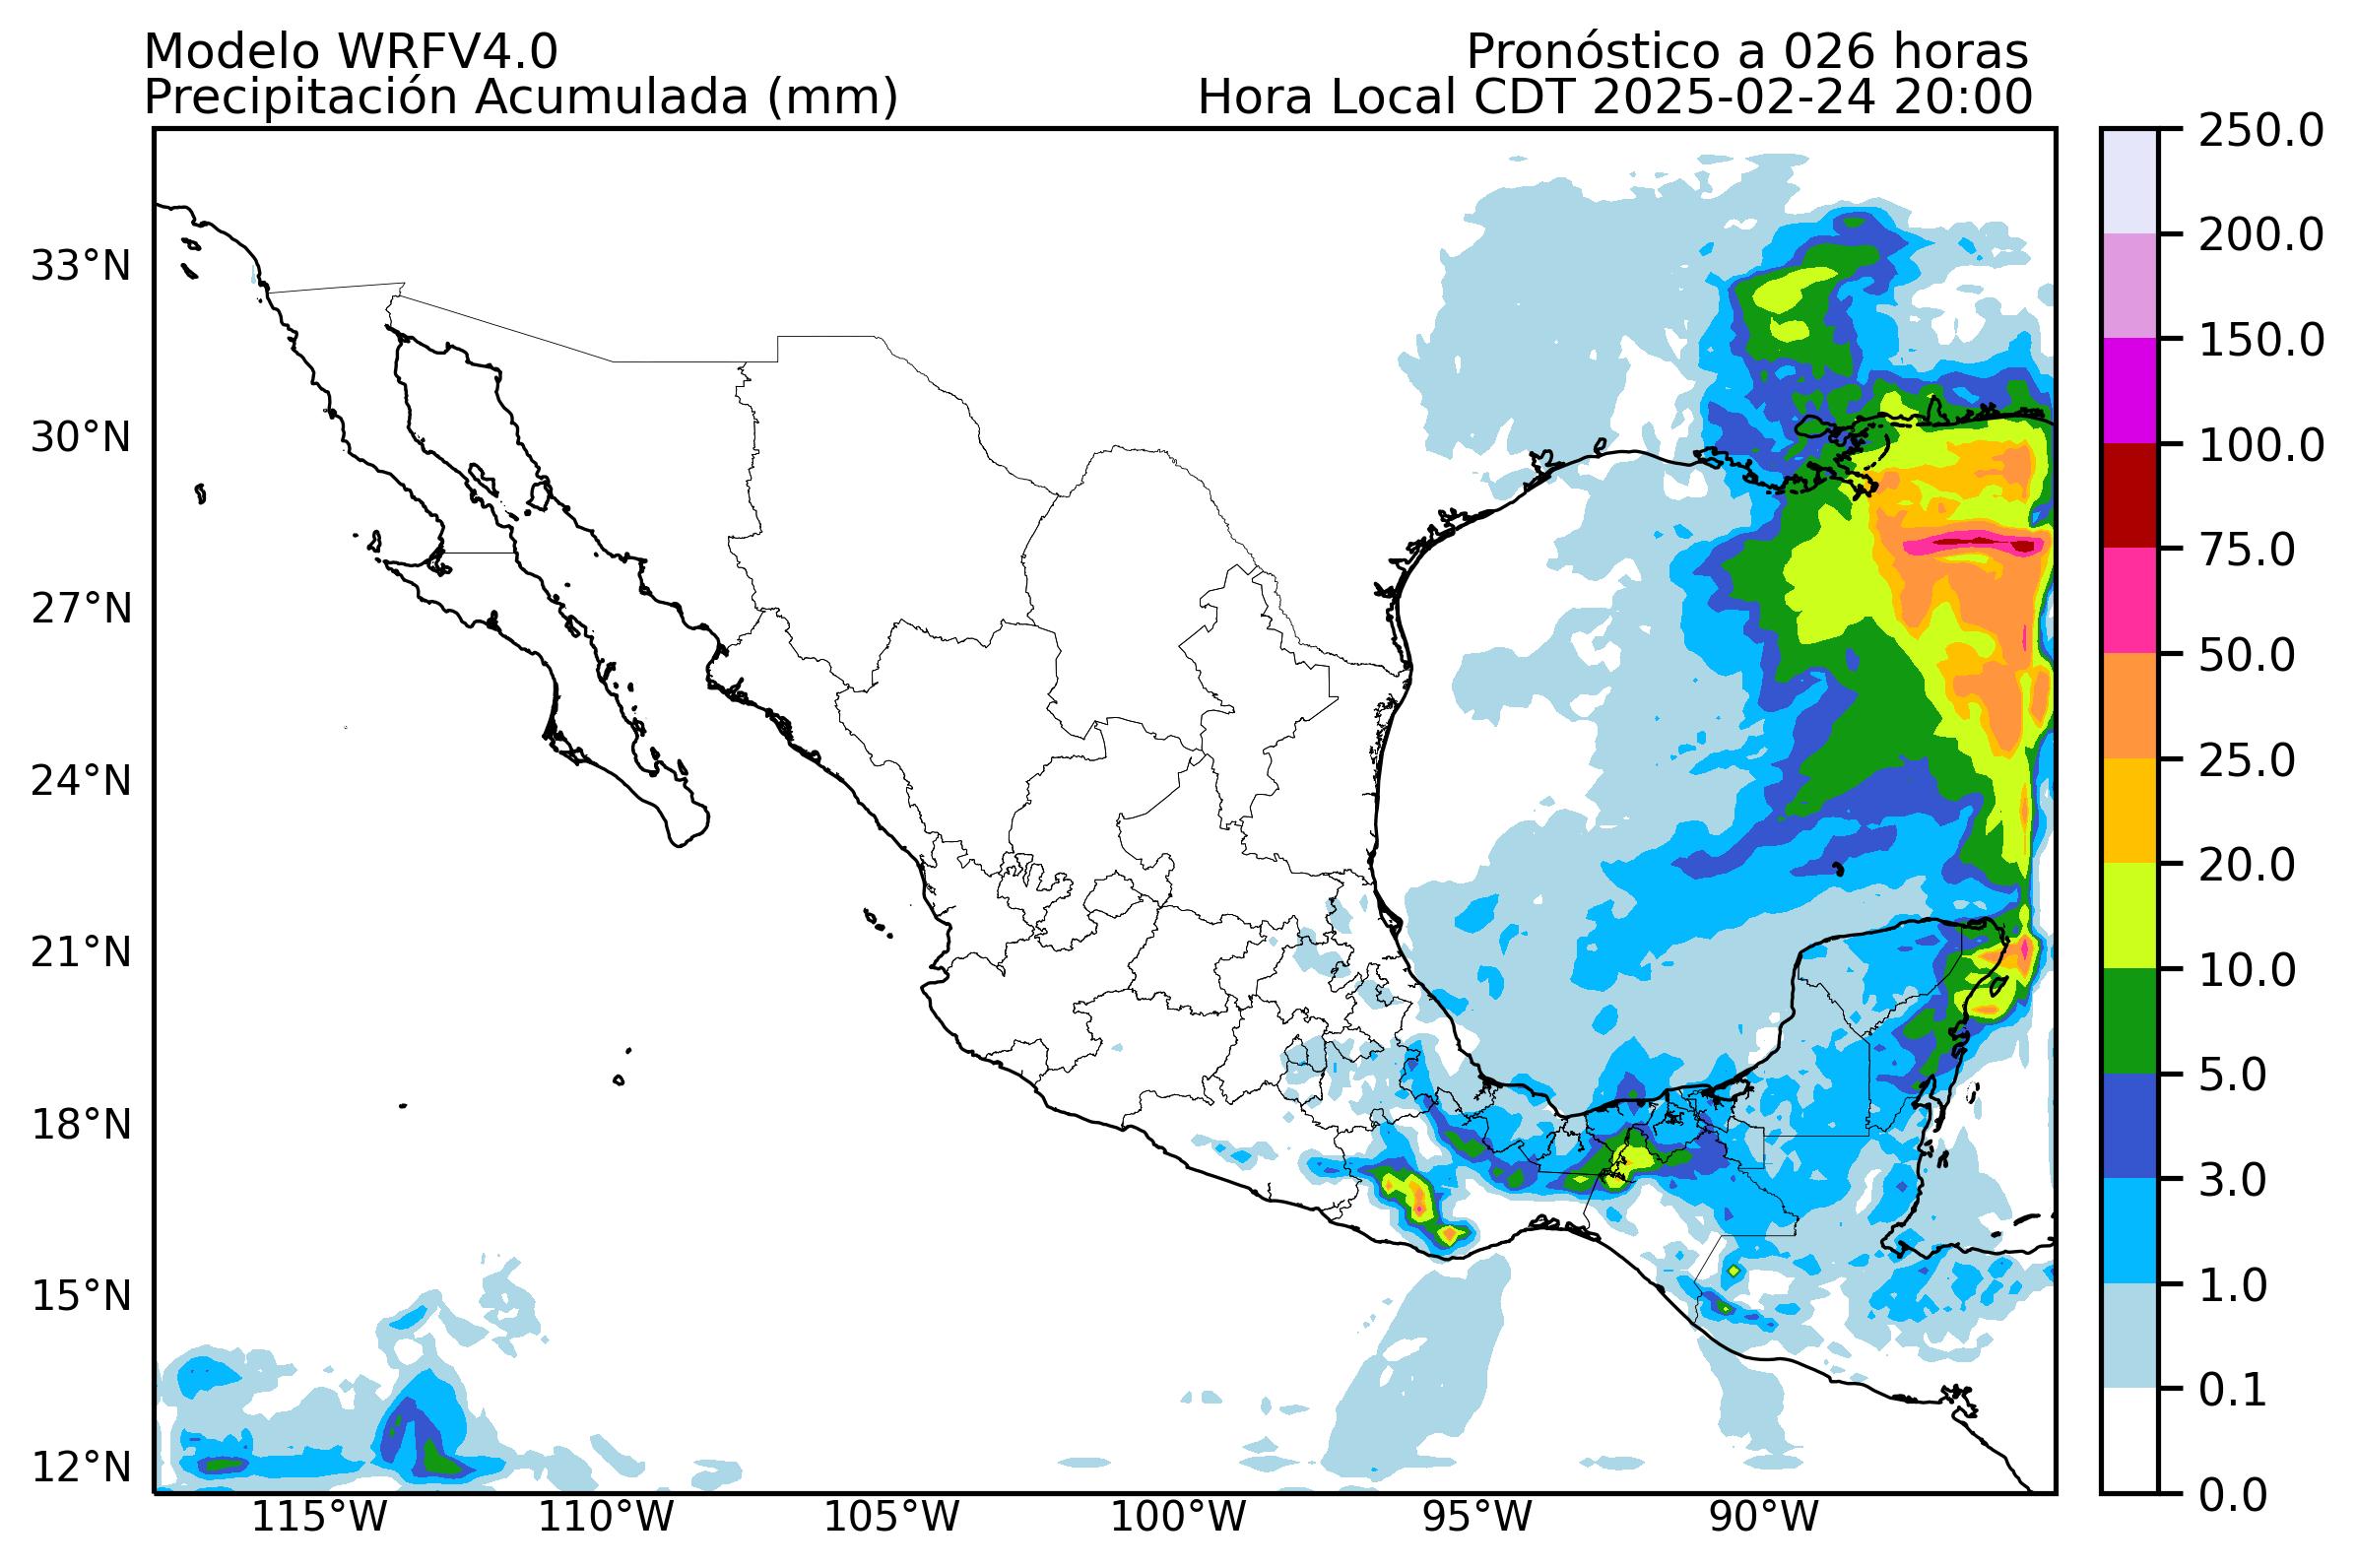 Modelo WRFV4.0
Pronóstico a 026 horas
Precipitación Acumulada (mm)
Hora Local CDT 2025-02-24 20:00
33°N
30°N
27°N
24°N
21°N
18°N
15°N
12°N
115°W
110°W
105°W
100°W
95°W
90°W
250.0
200.0
150.0
100.0
75.0
50.0
25.0
20.0
10.0
5.0
3.0
1.0
0.1
0.0